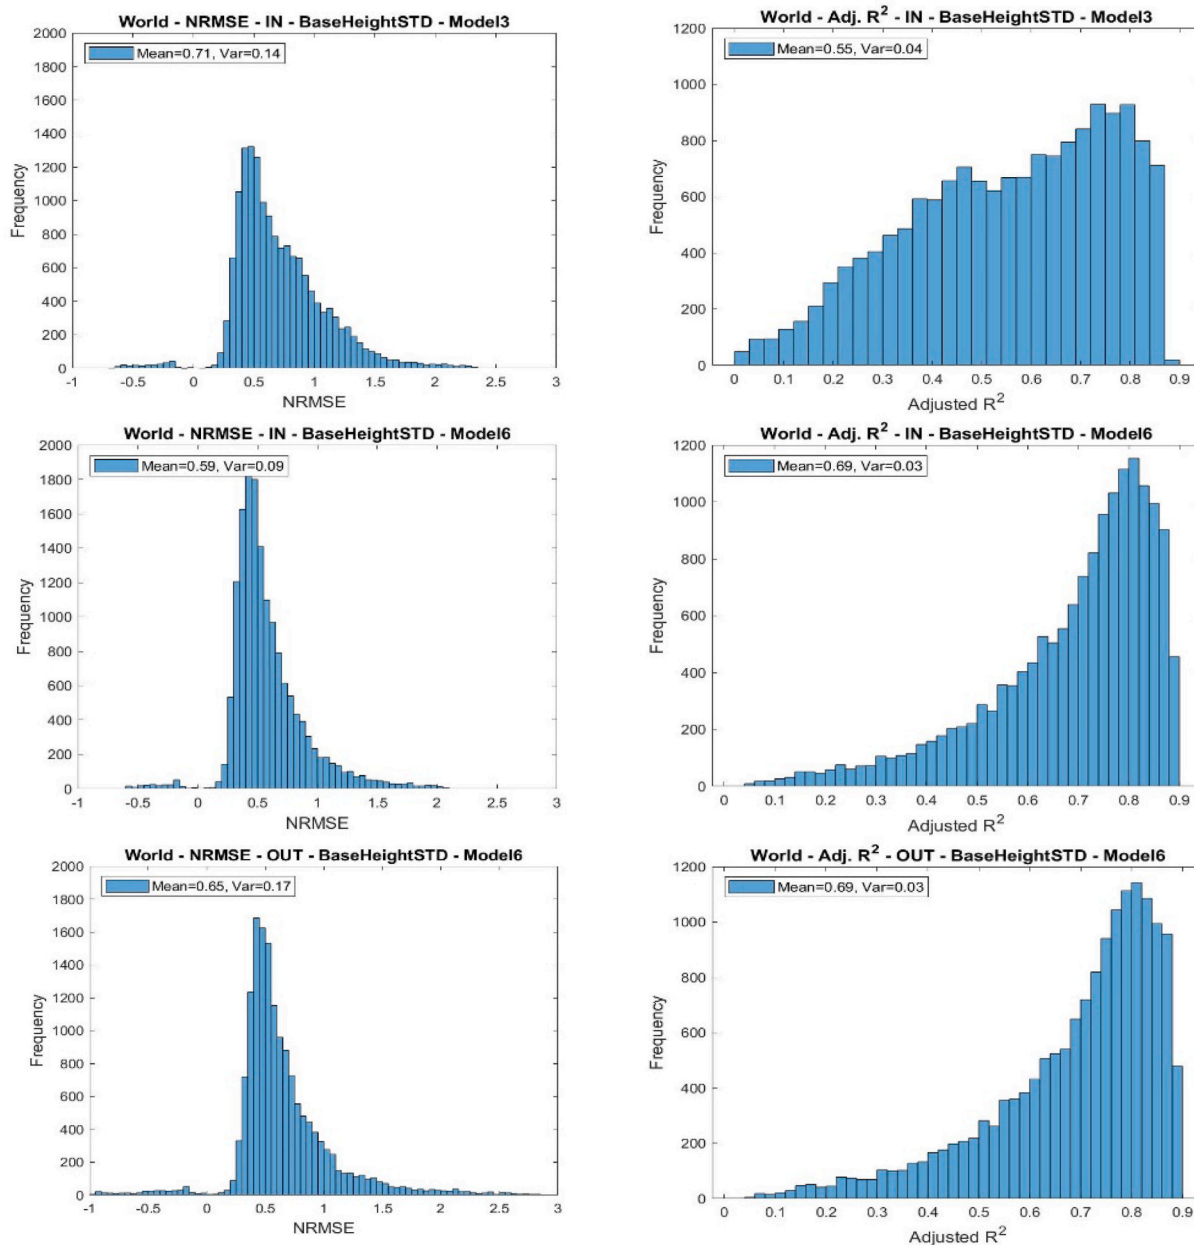 World - NRMSE - IN - BaseHeightSTD - Model3
Mean=0.71, Var=0.14
2000
1800
1600
1400
1200
1000
800
600
400
200
0
Frequency
-1 -0.5 0 0.5 1 1.5 2 2.5 3
NRMSE
World - Adj. R² - IN - BaseHeightSTD - Model3
Mean=0.55, Var=0.04
1200
1000
800
600
400
200
0
Frequency
0 0.1 0.2 0.3 0.4 0.5 0.6 0.7 0.8 0.9
Adjusted R²
World - NRMSE - IN - BaseHeightSTD - Model6
Mean=0.59, Var=0.09
2000
1800
1600
1400
1200
1000
800
600
400
200
0
Frequency
-1 -0.5 0 0.5 1 1.5 2 2.5 3
NRMSE
World - Adj. R² - IN - BaseHeightSTD - Model6
Mean=0.69, Var=0.03
1200
1000
800
600
400
200
0
Frequency
0 0.1 0.2 0.3 0.4 0.5 0.6 0.7 0.8 0.9
Adjusted R²
World - NRMSE - OUT - BaseHeightSTD - Model6
Mean=0.65, Var=0.17
2000
1800
1600
1400
1200
1000
800
600
400
200
0
Frequency
-1 -0.5 0 0.5 1 1.5 2 2.5 3
NRMSE
World - Adj. R² - OUT - BaseHeightSTD - Model6
Mean=0.69, Var=0.03
1200
1000
800
600
400
200
0
Frequency
0 0.1 0.2 0.3 0.4 0.5 0.6 0.7 0.8 0.9
Adjusted R²